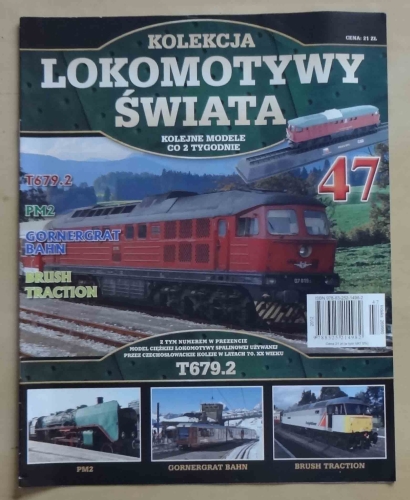 KOLEKCJA
CENA: 21 ZŁ
LOKOMOTYWY
ŚWIATA
KOLEJNE MODELE
CO 2 TYGODNIE
47
T679.2
PM2
GORNERGRAT
BAHN
BRUSH
TRACTION
Z TYM NUMEREM W PREZENCIE
MODEL CIĘŻKIEJ LOKOMOTYWY SPALINOWEJ UŻYWANEJ
PRZEZ CZECHOSŁOWACKIE KOLEJE W LATACH 70. XX WIEKU
T679.2
PM2
GORNERGRAT BAHN
BRUSH TRACTION